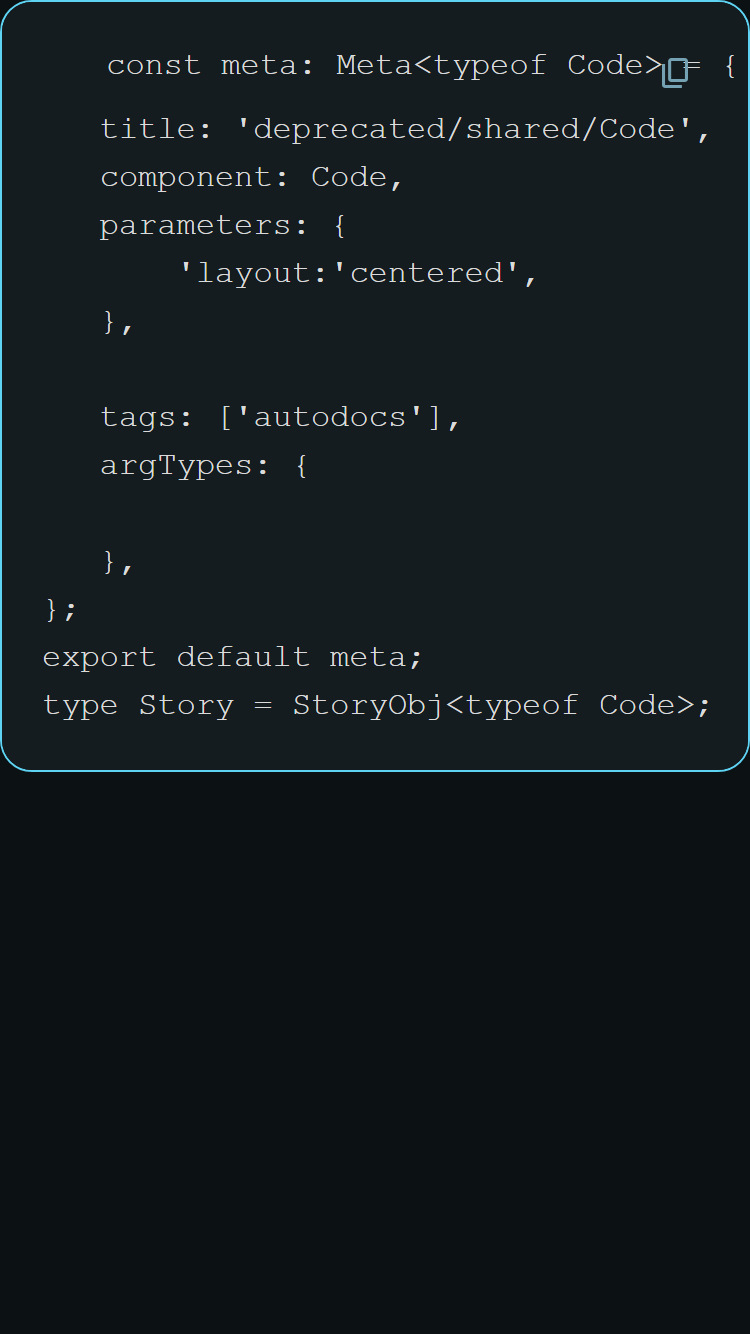 const meta: Meta<typeof Code> = {
title: 'deprecated/shared/Code',
component: Code,
parameters: {
'layout:'centered',
},
tags: ['autodocs'],
argTypes: {
},
};
export default meta;
type Story = StoryObj<typeof Code>;